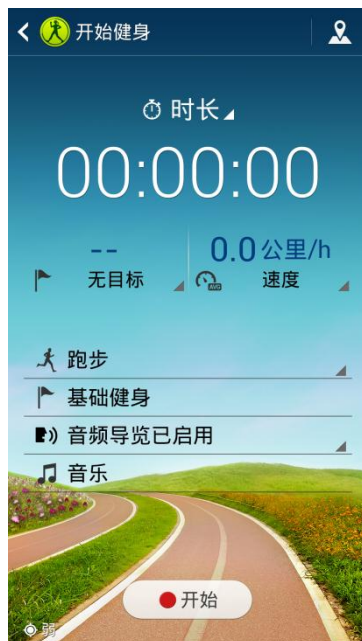 开始健身
时长
00:00:00
-- 0.0公里/h
无目标 AVG 速度
跑步
基础健身
音频导览已启用
音乐
开始
弱